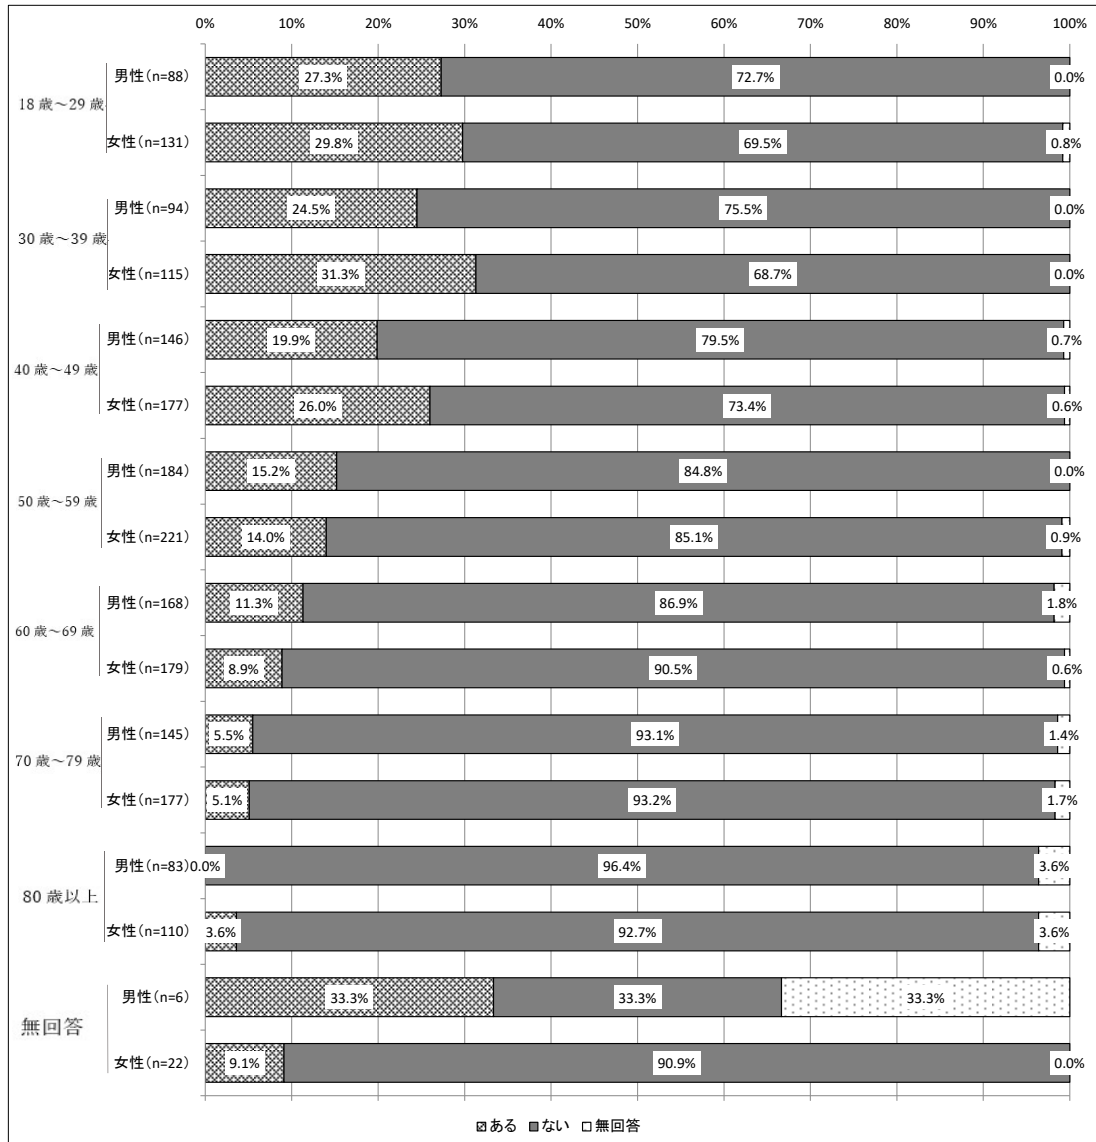 0% 10% 20% 30% 40% 50% 60% 70% 80% 90% 100%
18歳～29歳
男性(n=88) 27.3% 72.7% 0.0%
女性(n=131) 29.8% 69.5% 0.8%
30歳～39歳
男性(n=94) 24.5% 75.5% 0.0%
女性(n=115) 31.3% 68.7% 0.0%
40歳～49歳
男性(n=146) 19.9% 79.5% 0.7%
女性(n=177) 26.0% 73.4% 0.6%
50歳～59歳
男性(n=184) 15.2% 84.8% 0.0%
女性(n=221) 14.0% 85.1% 0.9%
60歳～69歳
男性(n=168) 11.3% 86.9% 1.8%
女性(n=179) 8.9% 90.5% 0.6%
70歳～79歳
男性(n=145) 5.5% 93.1% 1.4%
女性(n=177) 5.1% 93.2% 1.7%
80歳以上
男性(n=83) 0.0% 96.4% 3.6%
女性(n=110) 3.6% 92.7% 3.6%
無回答
男性(n=6) 33.3% 33.3% 33.3%
女性(n=22) 9.1% 90.9% 0.0%
ある ない 無回答